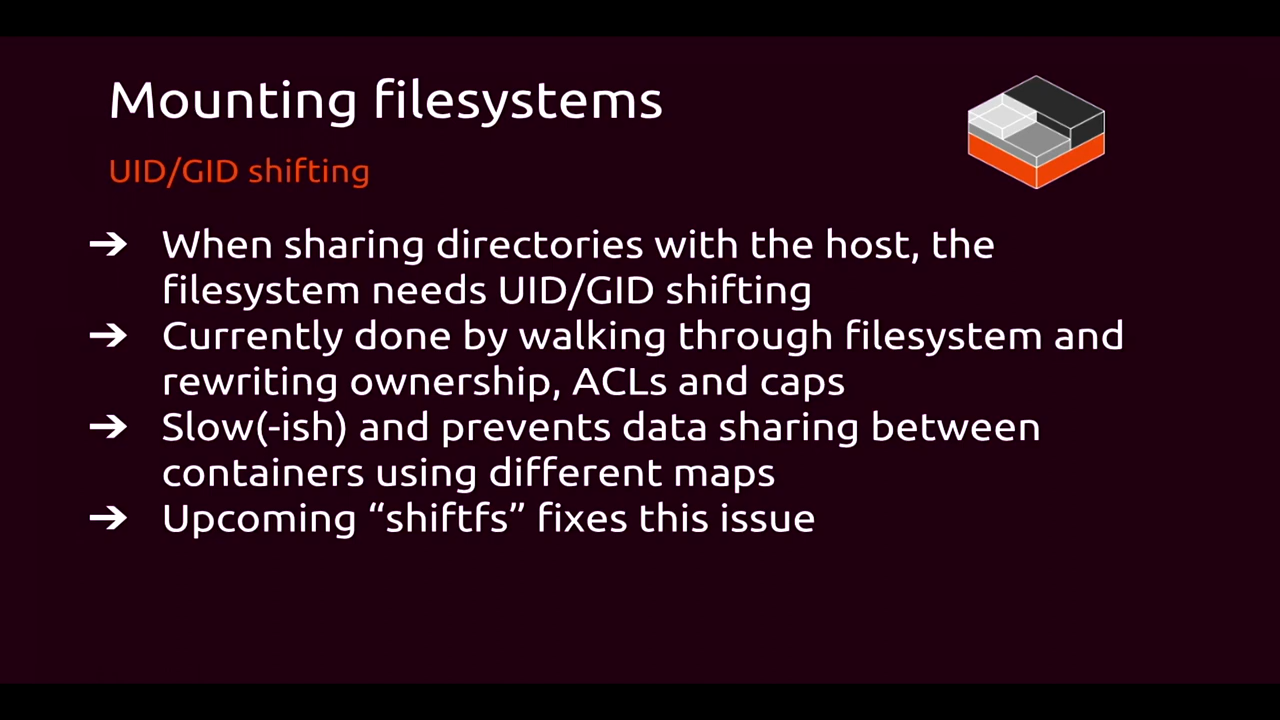 Mounting filesystems
UID/GID shifting
➔ When sharing directories with the host, the
filesystem needs UID/GID shifting
➔ Currently done by walking through filesystem and
rewriting ownership, ACLs and caps
➔ Slow(-ish) and prevents data sharing between
containers using different maps
➔ Upcoming “shiftfs” fixes this issue